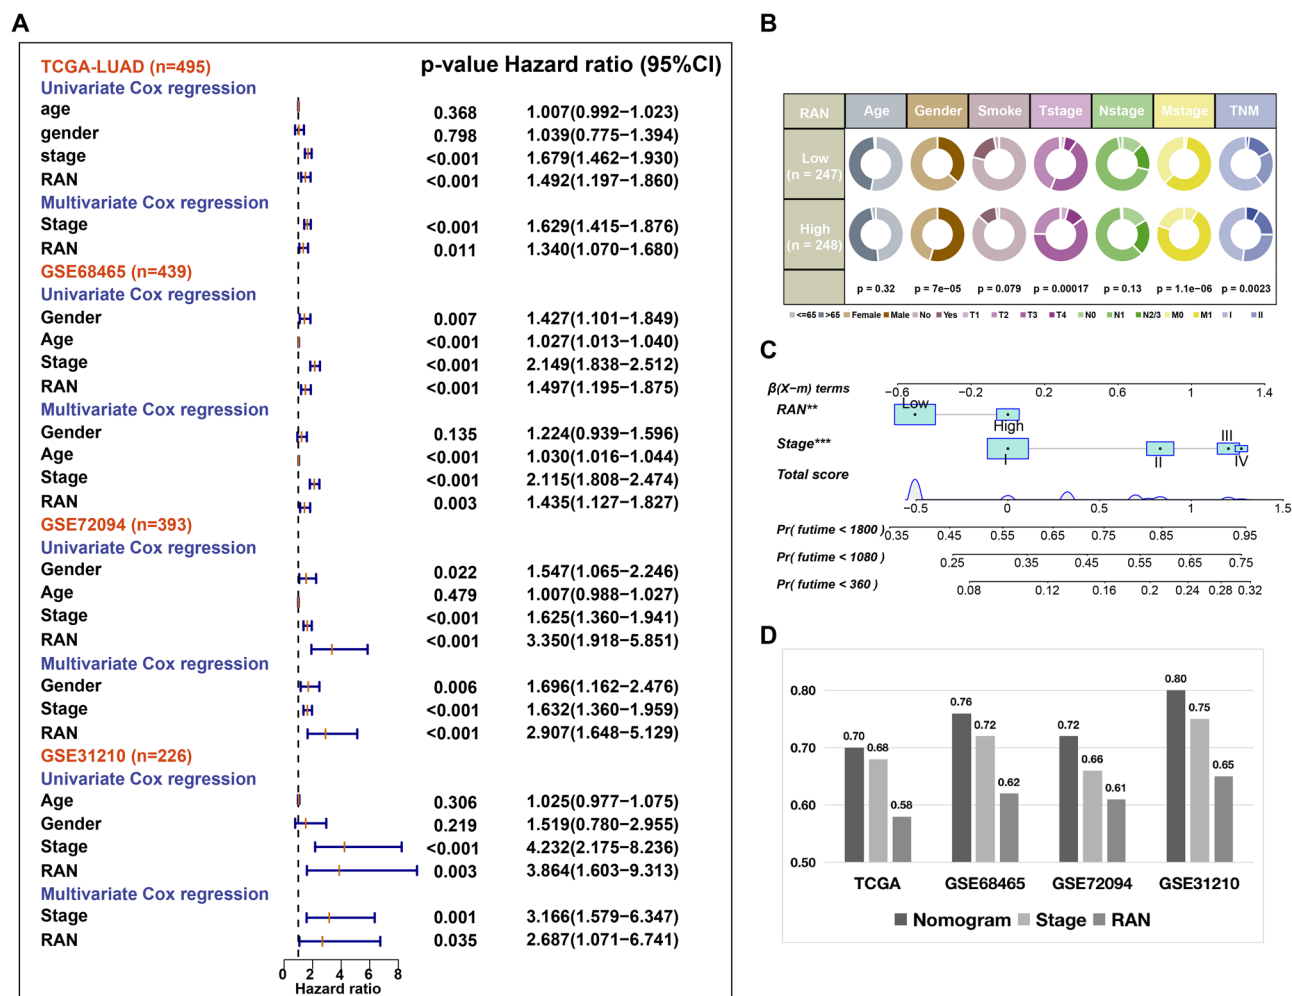 A
TCGA-LUAD (n=495) p-value Hazard ratio (95%CI)
Univariate Cox regression
age 0.368 1.007(0.992−1.023)
gender 0.798 1.039(0.775−1.394)
stage <0.001 1.679(1.462−1.930)
RAN <0.001 1.492(1.197−1.860)
Multivariate Cox regression
Stage <0.001 1.629(1.415−1.876)
RAN 0.011 1.340(1.070−1.680)
GSE68465 (n=439)
Univariate Cox regression
Gender 0.007 1.427(1.101−1.849)
Age <0.001 1.027(1.013−1.040)
Stage <0.001 2.149(1.838−2.512)
RAN <0.001 1.497(1.195−1.875)
Multivariate Cox regression
Gender 0.135 1.224(0.939−1.596)
Age <0.001 1.030(1.016−1.044)
Stage <0.001 2.115(1.808−2.474)
RAN 0.003 1.435(1.127−1.827)
GSE72094 (n=393)
Univariate Cox regression
Gender 0.022 1.547(1.065−2.246)
Age 0.479 1.007(0.988−1.027)
Stage <0.001 1.625(1.360−1.941)
RAN <0.001 3.350(1.918−5.851)
Multivariate Cox regression
Gender 0.006 1.696(1.162−2.476)
Stage <0.001 1.632(1.360−1.959)
RAN <0.001 2.907(1.648−5.129)
GSE31210 (n=226)
Univariate Cox regression
Age 0.306 1.025(0.977−1.075)
Gender 0.219 1.519(0.780−2.955)
Stage <0.001 4.232(2.175−8.236)
RAN 0.003 3.864(1.603−9.313)
Multivariate Cox regression
Stage 0.001 3.166(1.579−6.347)
RAN 0.035 2.687(1.071−6.741)
0 2 4 6 8
Hazard ratio
B
RAN Age Gender Smoke Tstage Nstage Mstage TNM
Low
(n = 247)
High
(n = 248)
p = 0.32 p = 7e-05 p = 0.079 p = 0.00017 p = 0.13 p = 1.1e-06 p = 0.0023
<=65 >65 Female Male No Yes T1 T2 T3 T4 N0 N1 N2/3 M0 M1 I II
C
β(X−m) terms −0.6 −0.2 0.2 0.6 1 1.4
RAN** Low High
Stage*** I II III IV
Total score
−0.5 0 0.5 1 1.5
Pr( futime < 1800 ) 0.35 0.45 0.55 0.65 0.75 0.85 0.95
Pr( futime < 1080 ) 0.25 0.35 0.45 0.55 0.65 0.75
Pr( futime < 360 ) 0.08 0.12 0.16 0.2 0.24 0.28 0.32
D
0.80 0.70 0.60 0.50
0.70 0.68 0.58
0.76 0.72 0.62
0.72 0.66 0.61
0.80 0.75 0.65
TCGA GSE68465 GSE72094 GSE31210
Nomogram Stage RAN